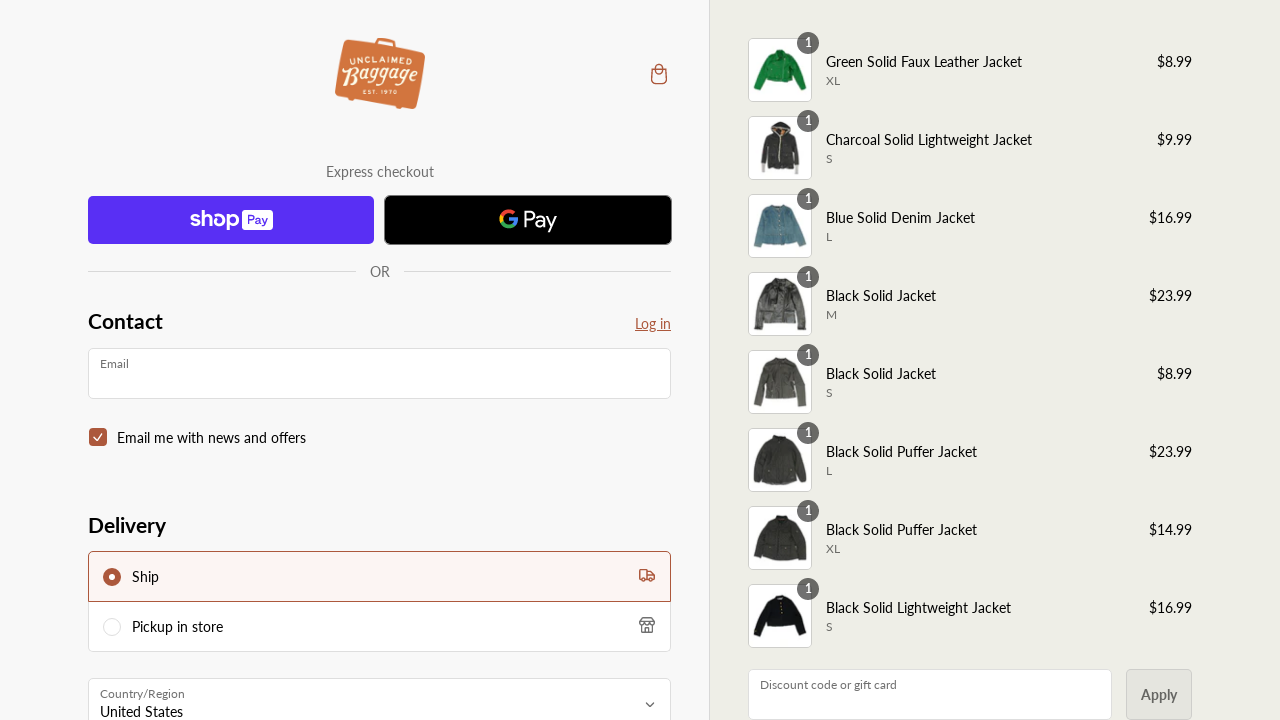 UNCLAIMED
Baggage
EST. 1970
Express checkout
shop Pay
G Pay
OR
Contact
Log in
Email
Email me with news and offers
Delivery
Ship
Pickup in store
Country/Region
United States
1
Green Solid Faux Leather Jacket
$8.99
XL
1
Charcoal Solid Lightweight Jacket
$9.99
S
1
Blue Solid Denim Jacket
$16.99
L
1
Black Solid Jacket
$23.99
M
1
Black Solid Jacket
$8.99
S
1
Black Solid Puffer Jacket
$23.99
L
1
Black Solid Puffer Jacket
$14.99
XL
1
Black Solid Lightweight Jacket
$16.99
S
Discount code or gift card
Apply